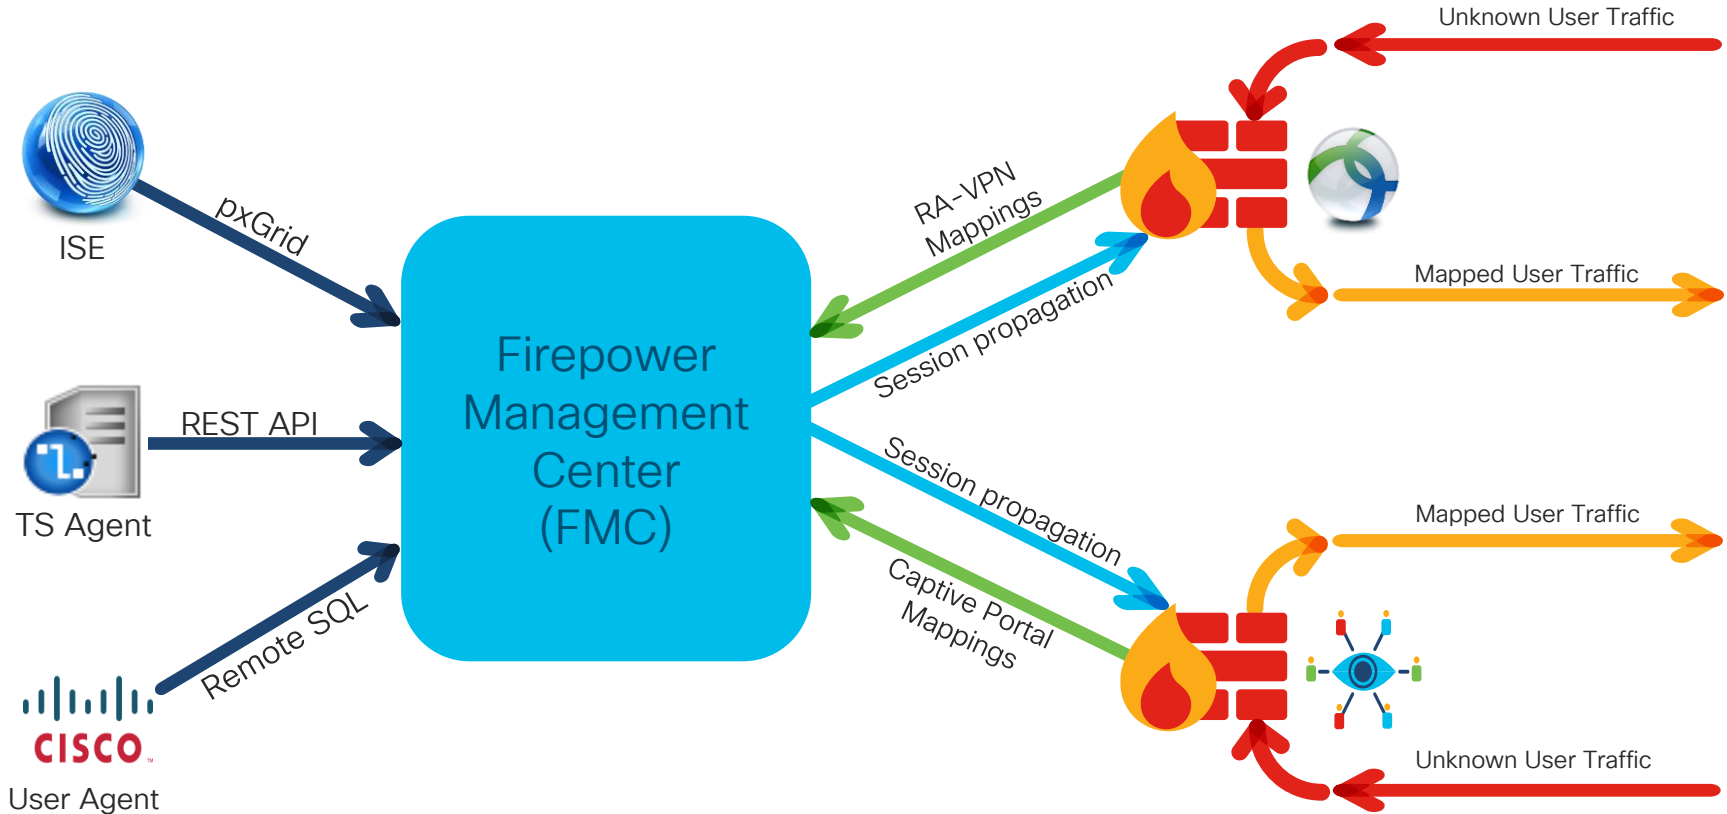 Unknown User Traffic
ISE
pxGrid
RA-VPN
Mappings
Session propagation
Mapped User Traffic
Firepower
Management
Center
(FMC)
REST API
TS Agent
Session propagation
Captive Portal
Mappings
Mapped User Traffic
Remote SQL
CISCO
User Agent
Unknown User Traffic